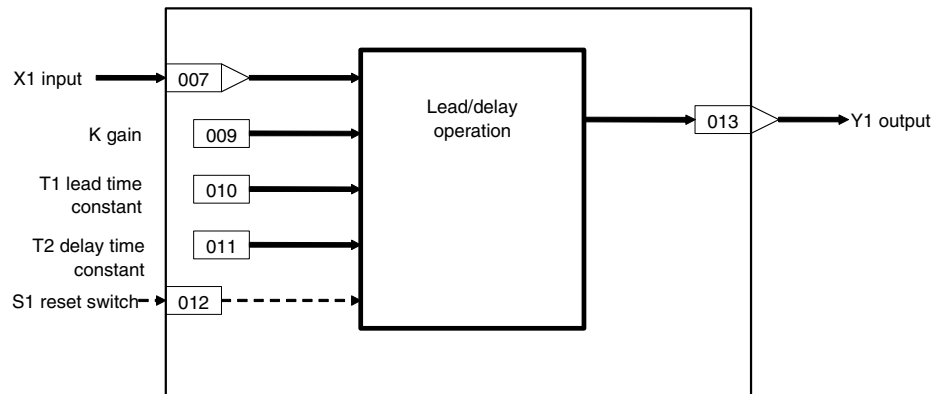 X1 input
007
K gain
009
T1 lead time
constant
010
T2 delay time
constant
011
S1 reset switch
012
Lead/delay
operation
013
Y1 output